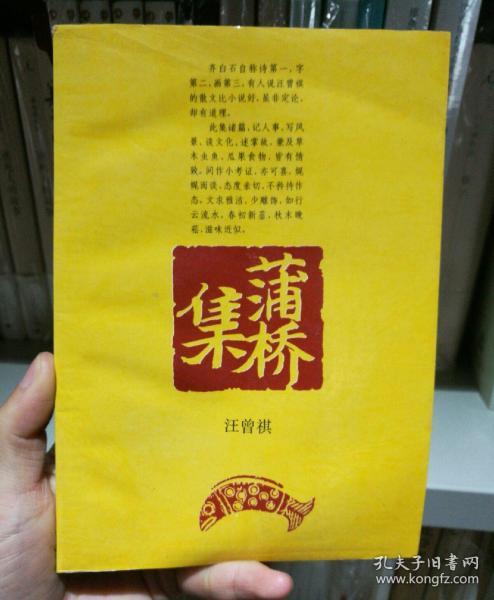 齐白石自称诗第一，字
第二，画第三。有人说汪曾祺
的散文比小说好，虽非定论，
却有道理。
此集诸篇，记人事、写风
景、谈文化、述掌故，兼及草
木虫鱼、瓜果食物，皆有情
致。间作小考证，亦可喜。娓
娓而谈，态度亲切，不矜持作
态。文求雅洁，少雕饰，如行
云流水。春初新韭，秋末晚
菘，滋味近似。
蒲桥
集
汪曾祺
孔夫子旧书网
www.kongfz.com